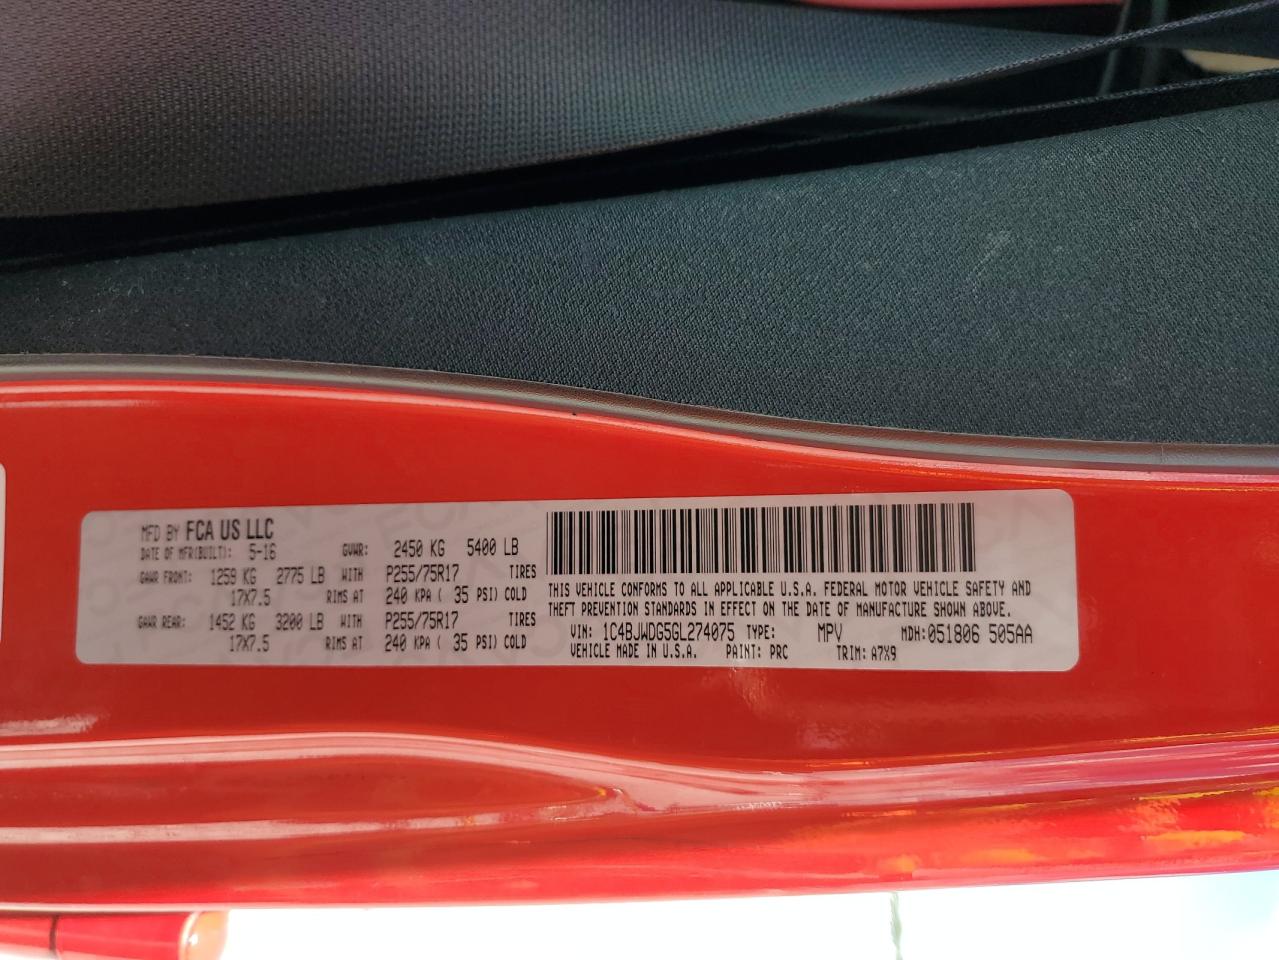 MFD BY FCA US LLC
DATE OF MFR(BUILT): 5-16 GVWR: 2450 KG 5400 LB
GAWR FRONT: 1259 KG 2775 LB WITH P255/75R17 TIRES
17X7.5 RIMS AT 240 KPA ( 35 PSI) COLD
GAWR REAR: 1452 KG 3200 LB WITH P255/75R17 TIRES
17X7.5 RIMS AT 240 KPA ( 35 PSI) COLD
THIS VEHICLE CONFORMS TO ALL APPLICABLE U.S.A. FEDERAL MOTOR VEHICLE SAFETY AND
THEFT PREVENTION STANDARDS IN EFFECT ON THE DATE OF MANUFACTURE SHOWN ABOVE.
VIN: 1C4BJWDG5GL274075 TYPE: MPV MDH:051806 505AA
VEHICLE MADE IN U.S.A. PAINT: PRC TRIM: A7X9